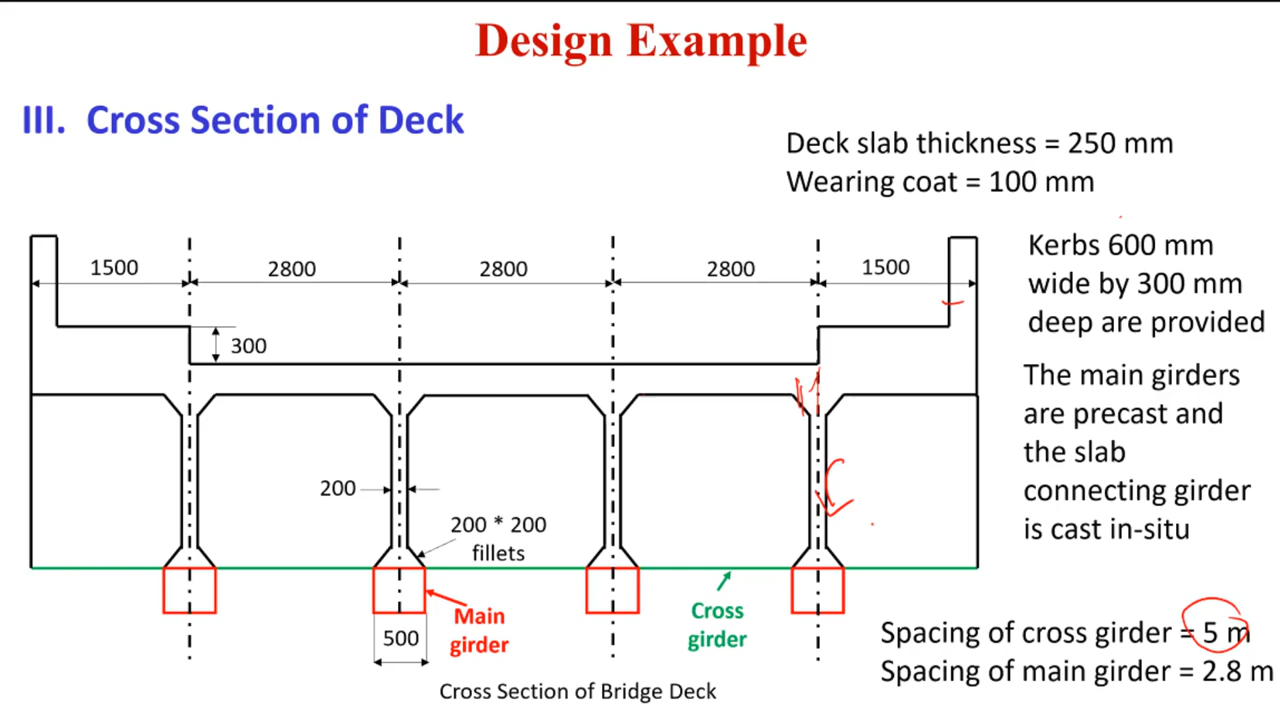 Design Example
III. Cross Section of Deck
Deck slab thickness = 250 mm
Wearing coat = 100 mm
1500
2800
2800
2800
1500
300
Kerbs 600 mm
wide by 300 mm
deep are provided
The main girders
are precast and
the slab
connecting girder
is cast in-situ
200
200 * 200
fillets
Main
girder
Cross
girder
500
Spacing of cross girder = 5 m
Spacing of main girder = 2.8 m
Cross Section of Bridge Deck